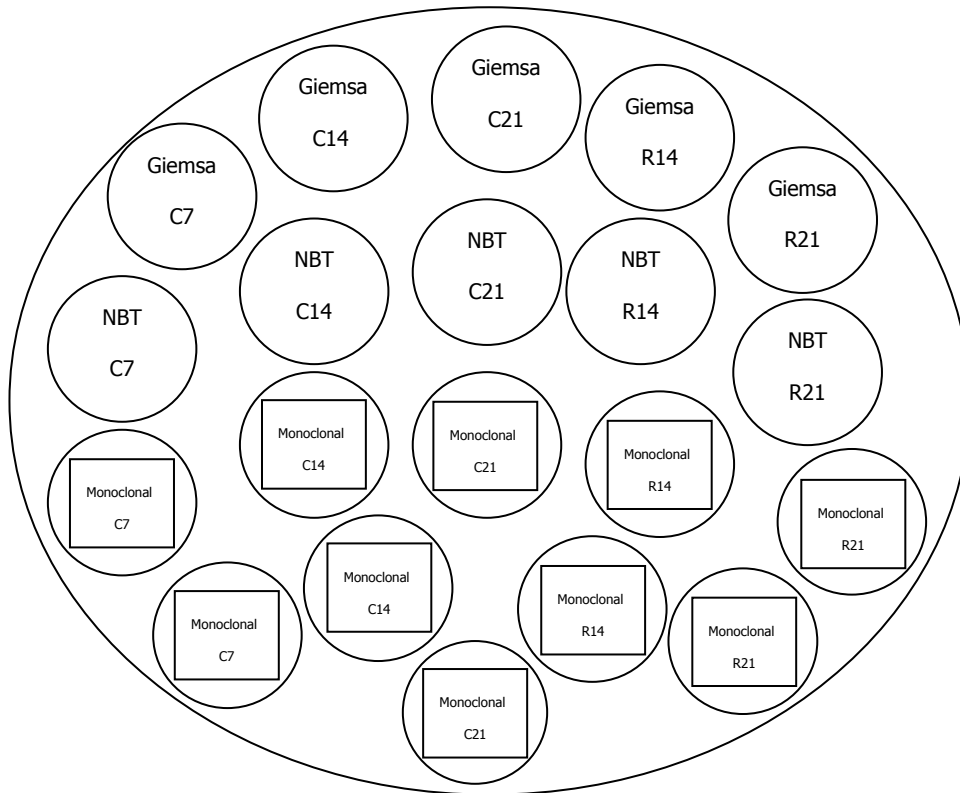 Giemsa
C7
Giemsa
C14
Giemsa
C21
Giemsa
R14
Giemsa
R21
NBT
C7
NBT
C14
NBT
C21
NBT
R14
NBT
R21
Monoclonal
C7
Monoclonal
C14
Monoclonal
C21
Monoclonal
R14
Monoclonal
R21
Monoclonal
C7
Monoclonal
C14
Monoclonal
C21
Monoclonal
R14
Monoclonal
R21